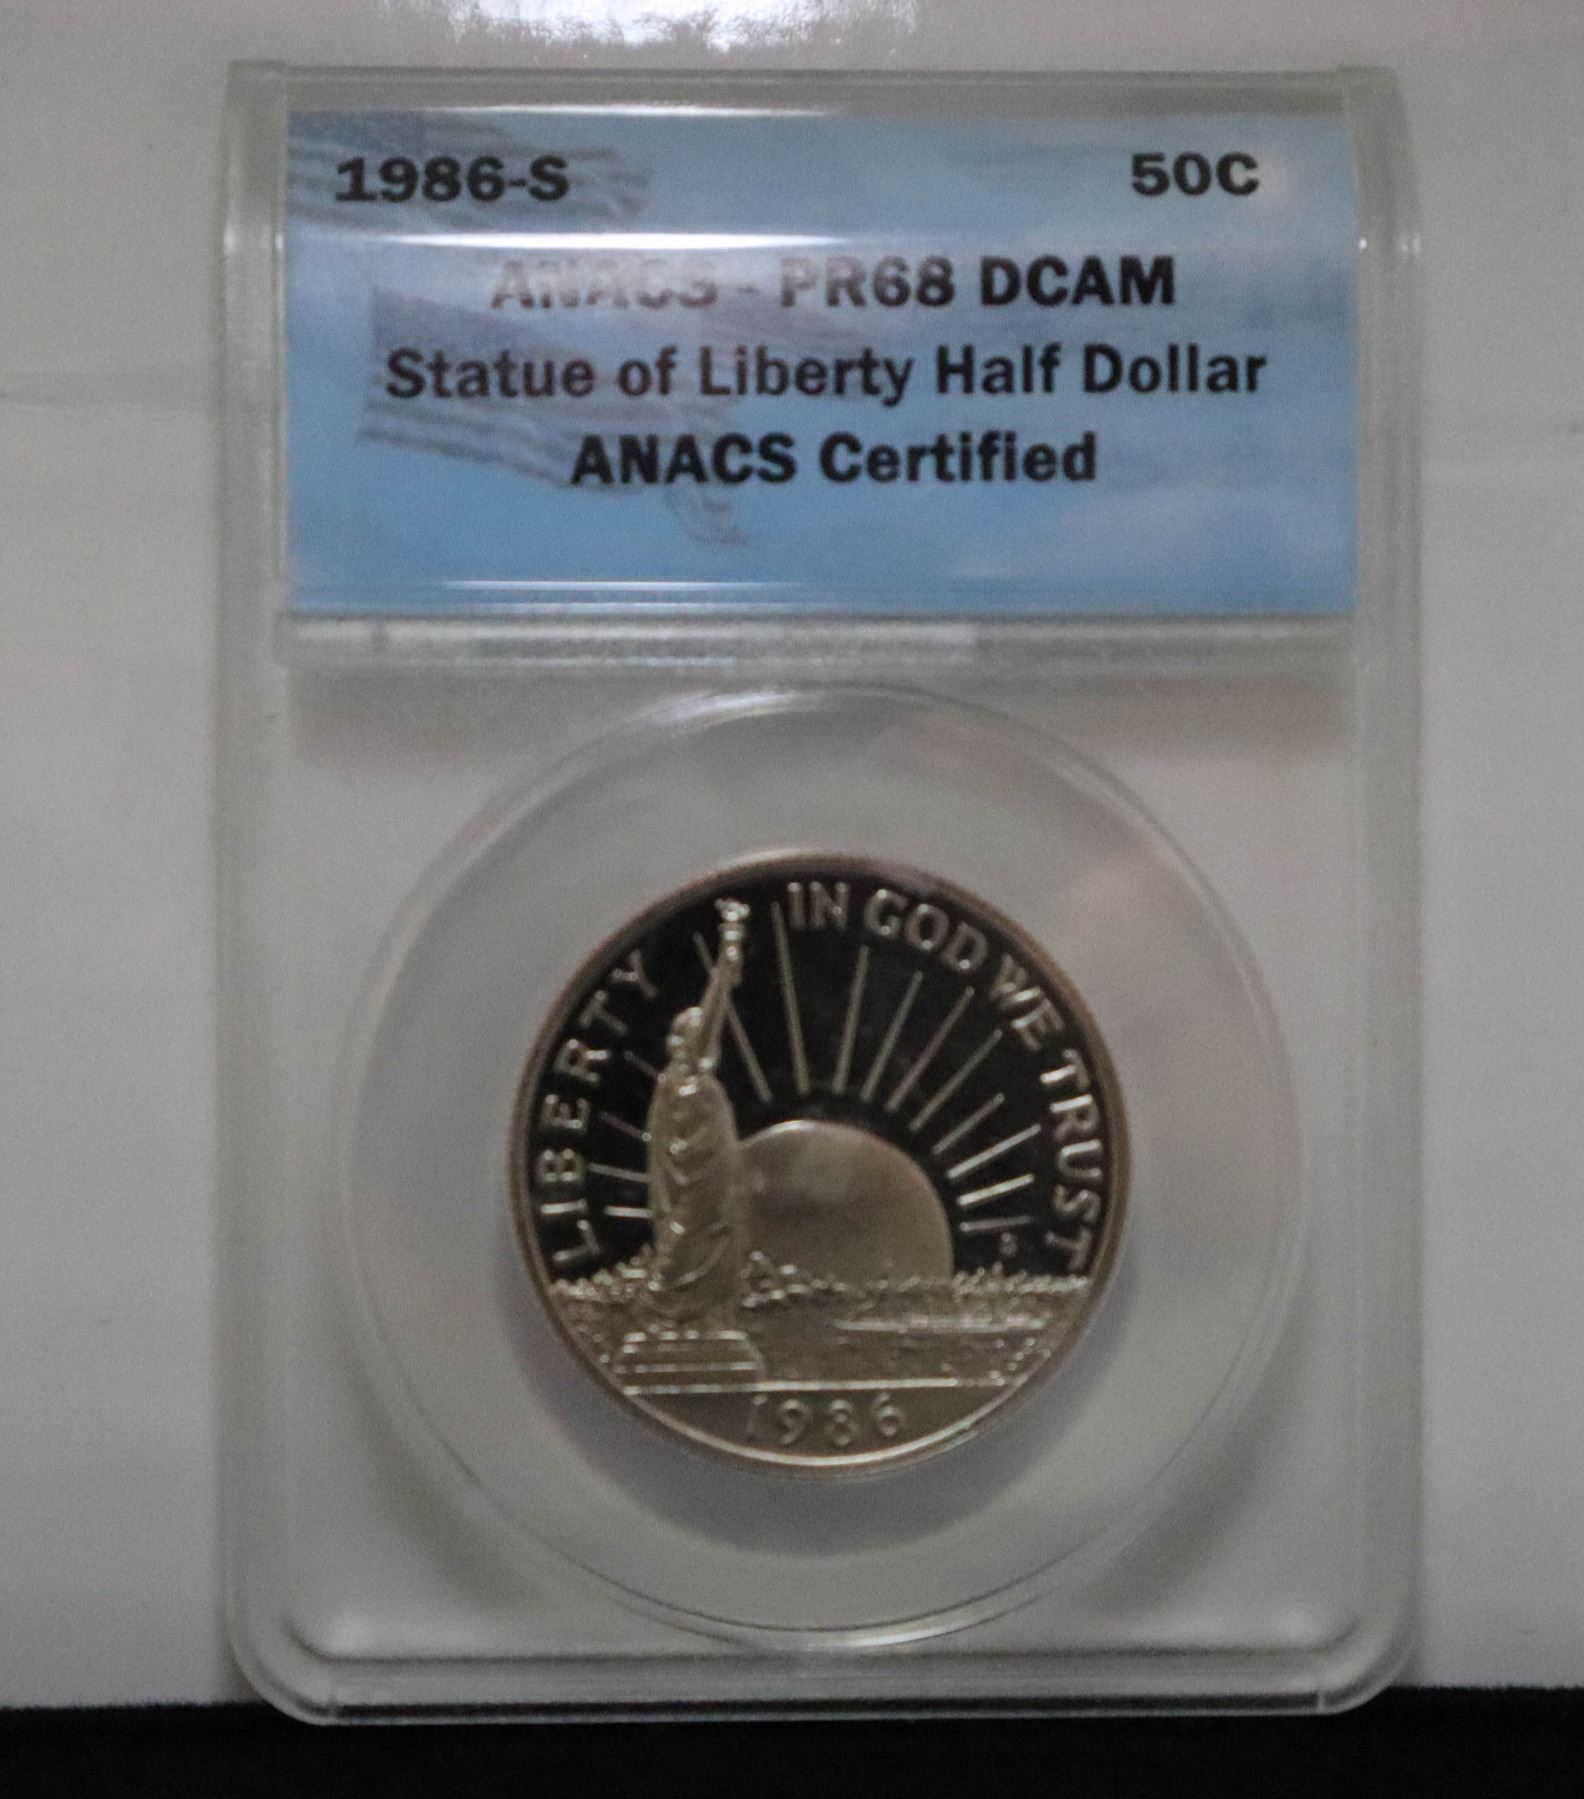 1986-S 50C
ANACS - PR68 DCAM
Statue of Liberty Half Dollar
ANACS Certified
LIBERTY
IN GOD WE TRUST
S
1986